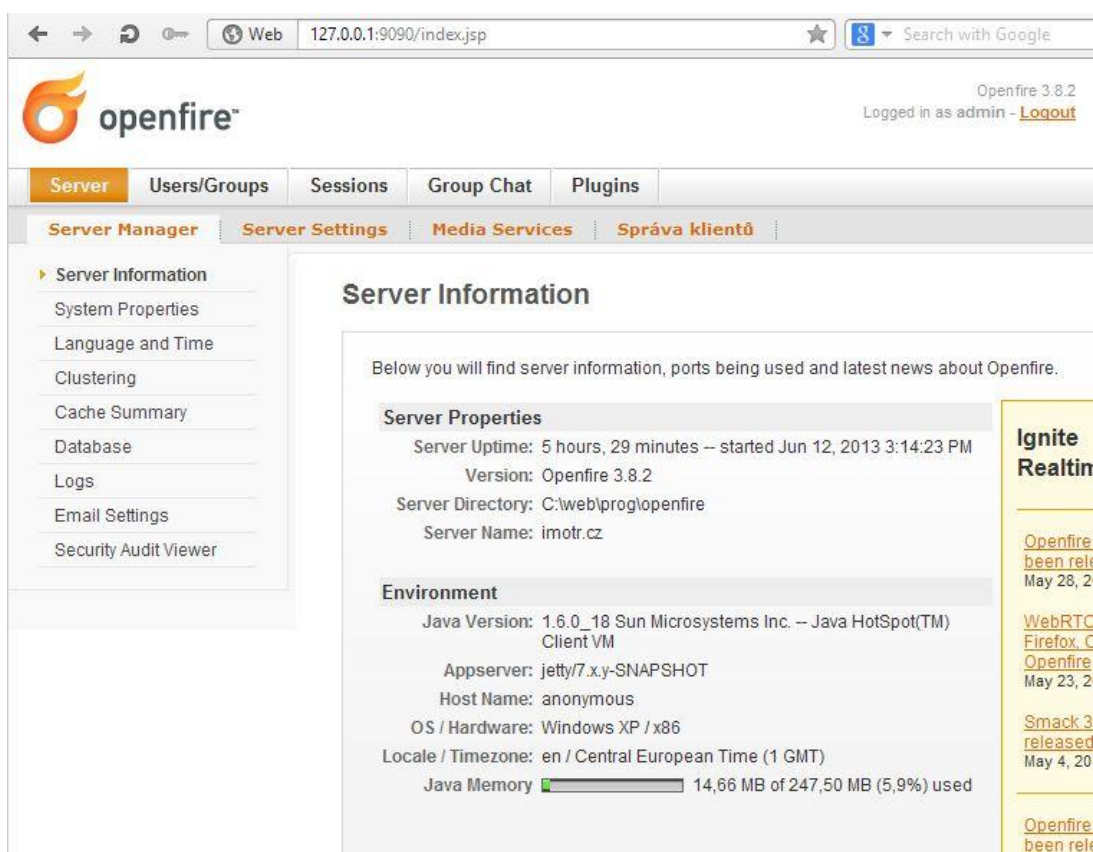 Web 127.0.0.1:9090/index.jsp Search with Google
openfire™
Openfire 3.8.2
Logged in as admin - Logout
Server Users/Groups Sessions Group Chat Plugins
Server Manager Server Settings Media Services Správa klientů
Server Information
System Properties
Language and Time
Clustering
Cache Summary
Database
Logs
Email Settings
Security Audit Viewer
Server Information
Below you will find server information, ports being used and latest news about Openfire.
Server Properties
Server Uptime: 5 hours, 29 minutes -- started Jun 12, 2013 3:14:23 PM
Version: Openfire 3.8.2
Server Directory: C:\web\prog\openfire
Server Name: imotr.cz
Environment
Java Version: 1.6.0_18 Sun Microsystems Inc. -- Java HotSpot(TM)
Client VM
Appserver: jetty/7.x.y-SNAPSHOT
Host Name: anonymous
OS / Hardware: Windows XP / x86
Locale / Timezone: en / Central European Time (1 GMT)
Java Memory 14,66 MB of 247,50 MB (5,9%) used
Ignite
Openfire
been
May 28,
Firefox,
Openfire
May 23,
Smack
released
May 4,
Openfire
been